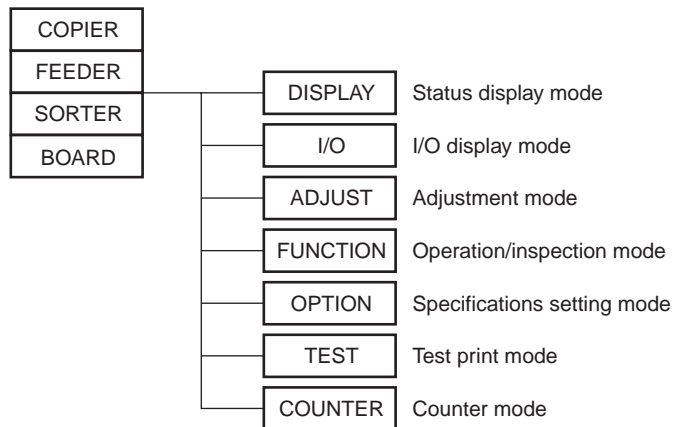 COPIER
FEEDER
SORTER
BOARD
DISPLAY Status display mode
I/O I/O display mode
ADJUST Adjustment mode
FUNCTION Operation/inspection mode
OPTION Specifications setting mode
TEST Test print mode
COUNTER Counter mode